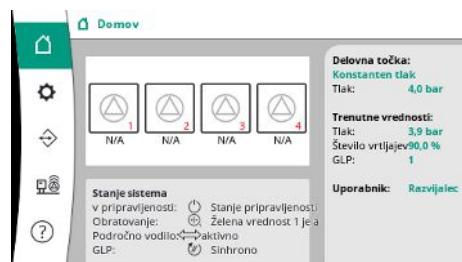 Domov
1
2
3
4
N/A
N/A
N/A
N/A
Stanje sistema
v pripravljenosti: Stanje pripravljenosti
Obratovanje: Želena vrednost 1 je a
Področno vodilo: aktivno
GLP: Sinhrono
Delovna točka:
Konstanten tlak
Tlak: 4,0 bar
Trenutne vrednosti:
Tlak: 3,9 bar
Število vrtljajev 90,0 %
GLP: 1
Uporabnik: Razvijalec